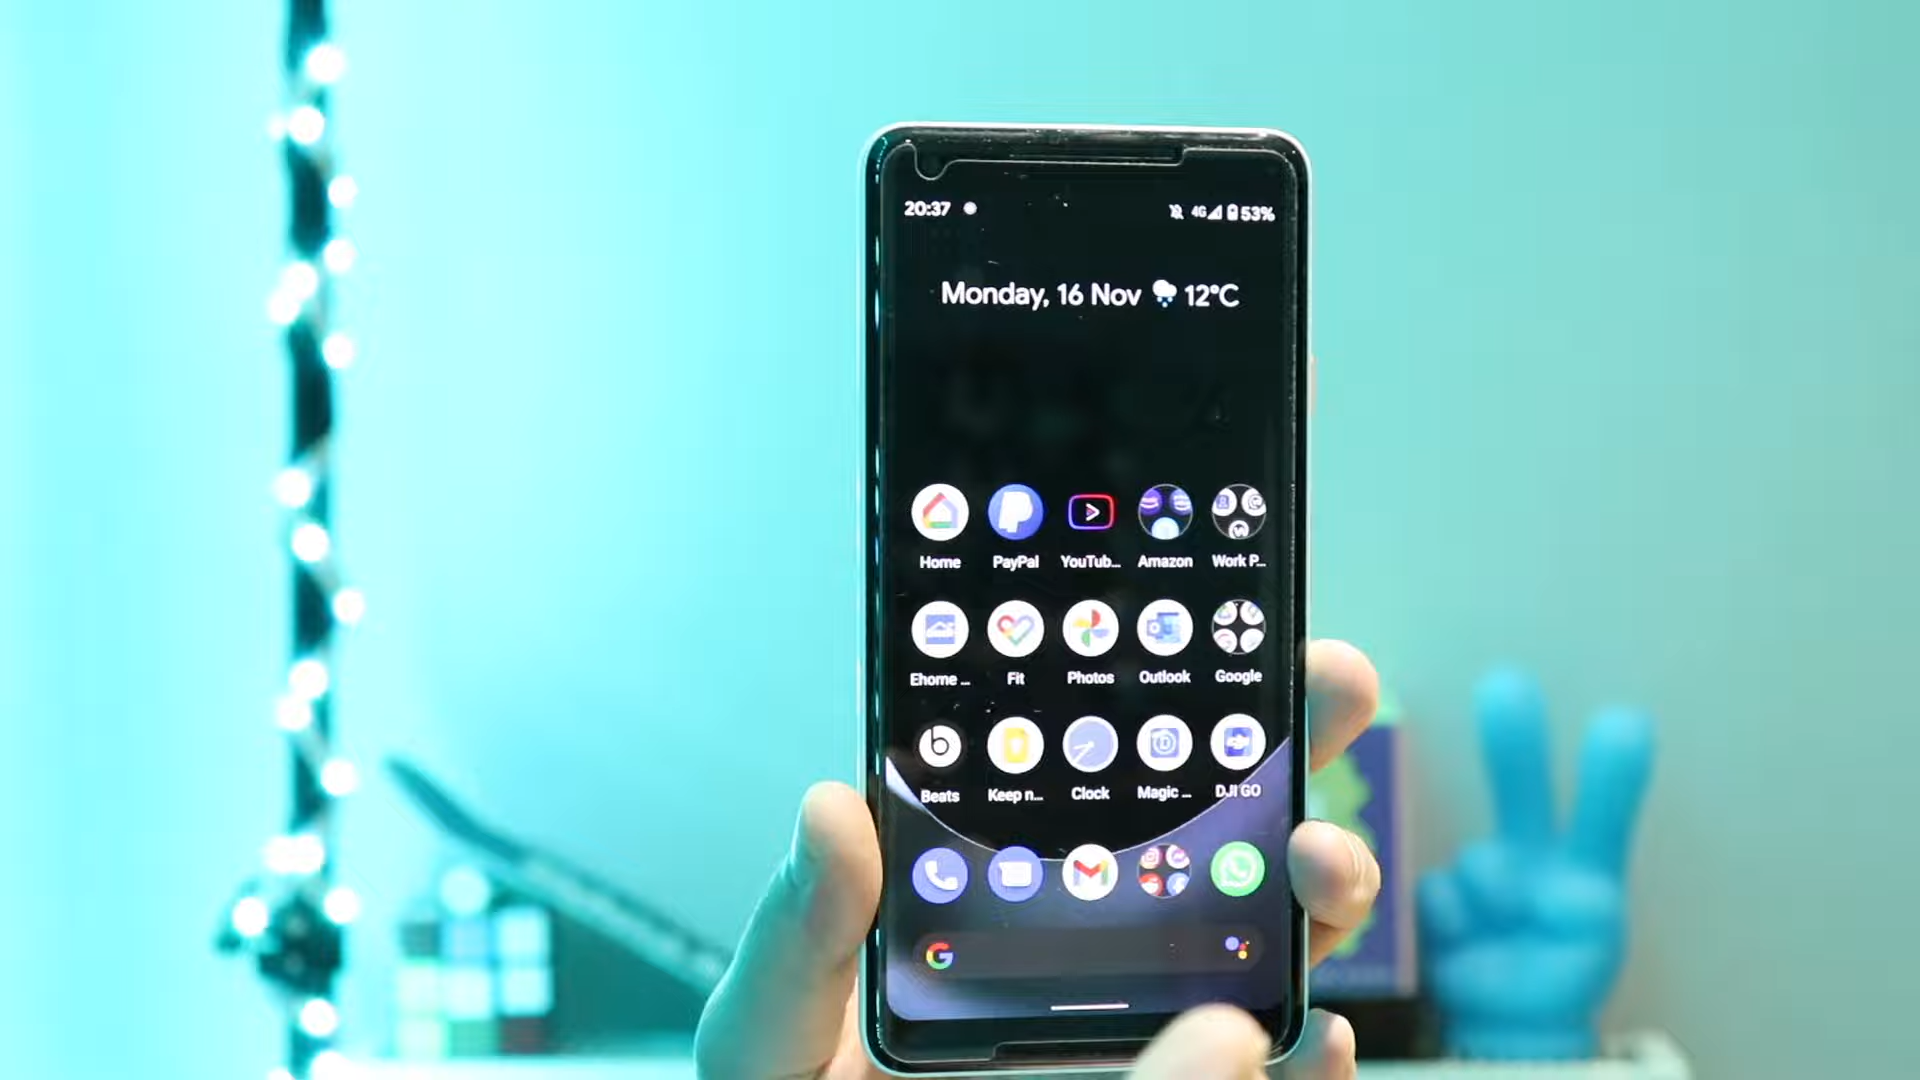 20:37 4G 53%
Monday, 16 Nov 12°C
Home PayPal YouTub... Amazon Work P...
Ehome ... Fit Photos Outlook Google
Beats Keep n... Clock Magic ... DJI GO